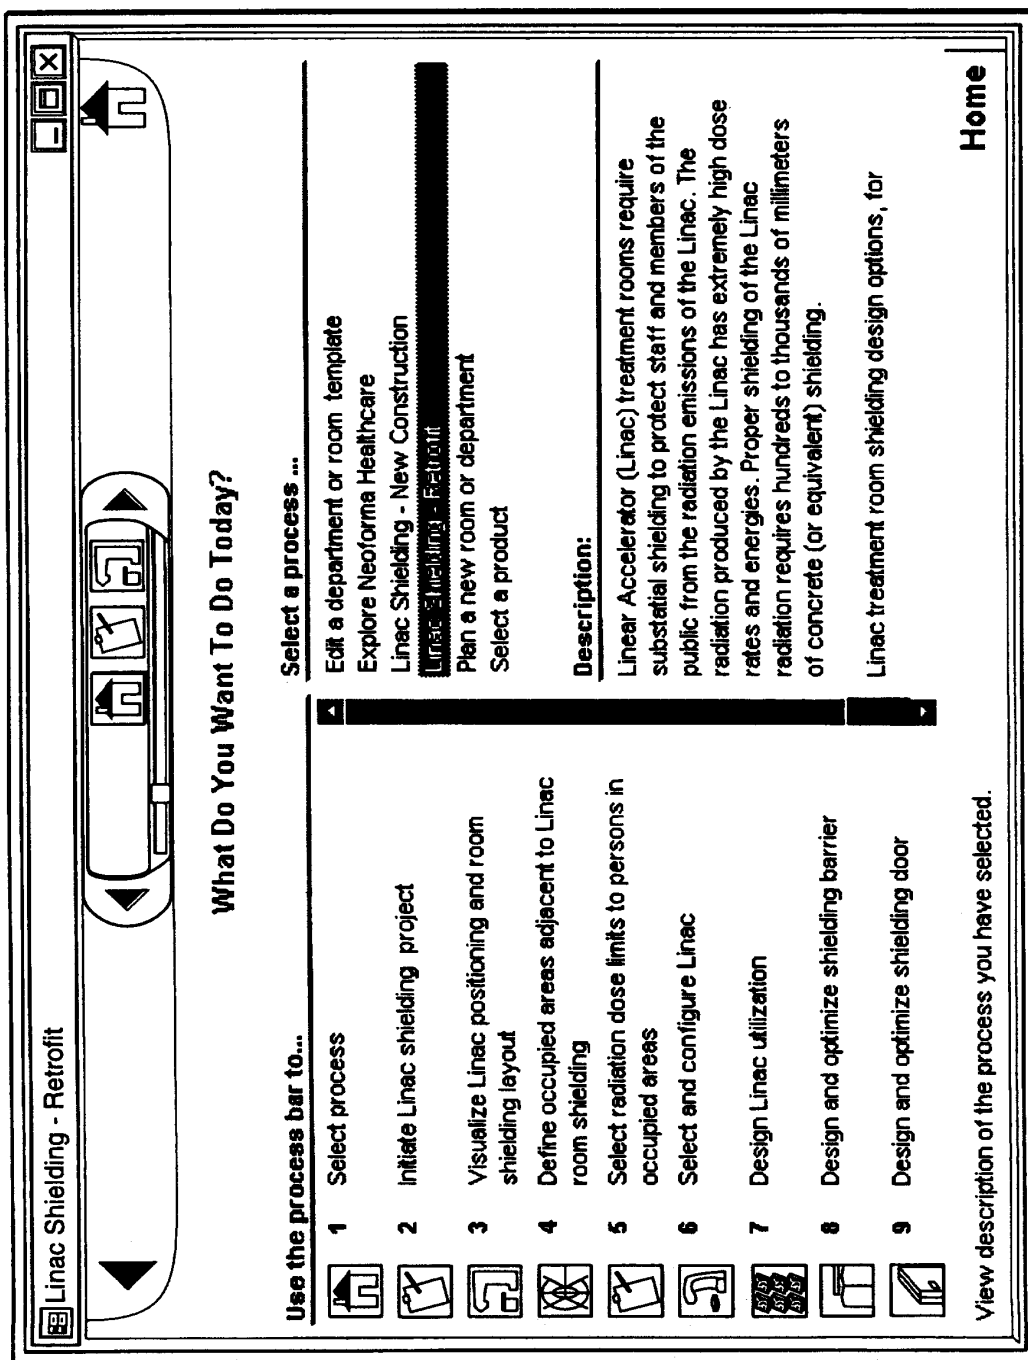 Linac Shielding - Retrofit
What Do You Want To Do Today?
Use the process bar to...
1 Select process
2 Initiate Linac shielding project
3 Visualize Linac positioning and room
shielding layout
4 Define occupied areas adjacent to Linac
room shielding
5 Select radiation dose limits to persons in
occupied areas
6 Select and configure Linac
7 Design Linac utilization
8 Design and optimize shielding barrier
9 Design and optimize shielding door
Select a process ...
Edit a department or room template
Explore Neoforma Healthcare
Linac Shielding - New Construction
Linac Shielding - Retrofit
Plan a new room or department
Select a product
Description:
Linear Accelerator (Linac) treatment rooms require
substatial shielding to protect staff and members of the
public from the radiation emissions of the Linac. The
radiation produced by the Linac has extremely high dose
rates and energies. Proper shielding of the Linac
radiation requires hundreds to thousands of millimeters
of concrete (or equivalent) shielding.
Linac treatment room shielding design options, for
View description of the process you have selected.
Home